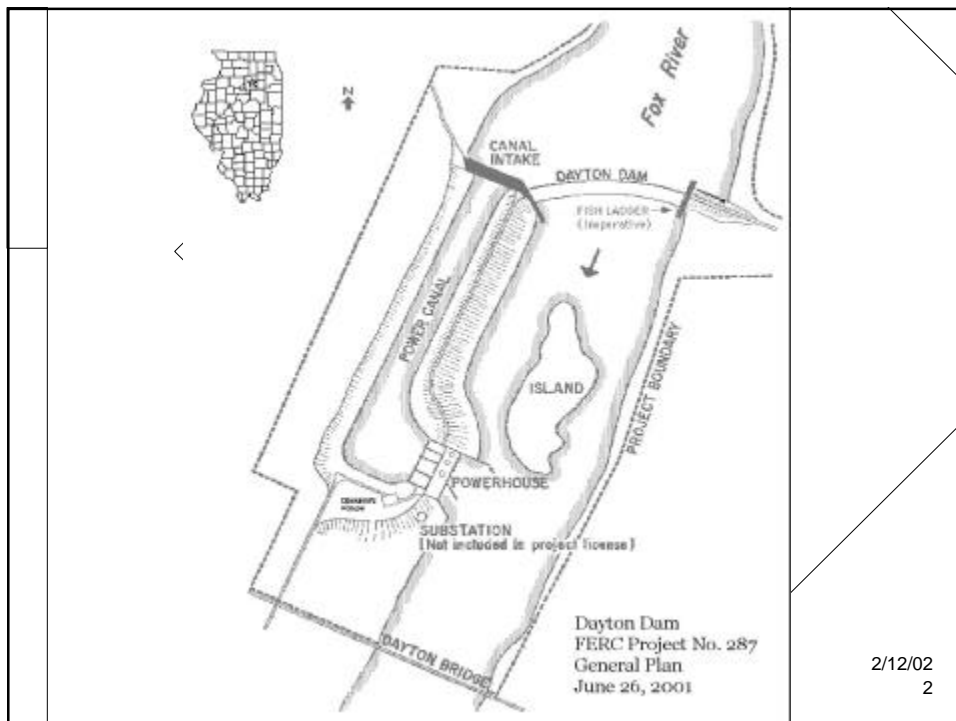 N
Fox River
CANAL
INTAKE
DAYTON DAM
FISH LADDER
(Inoperative)
POWER CANAL
ISLAND
PROJECT BOUNDARY
POWERHOUSE
SUBSTATION
(Not included in project license)
DAYTON BRIDGE
Dayton Dam
FERC Project No. 287
General Plan
June 26, 2001
2/12/02
2